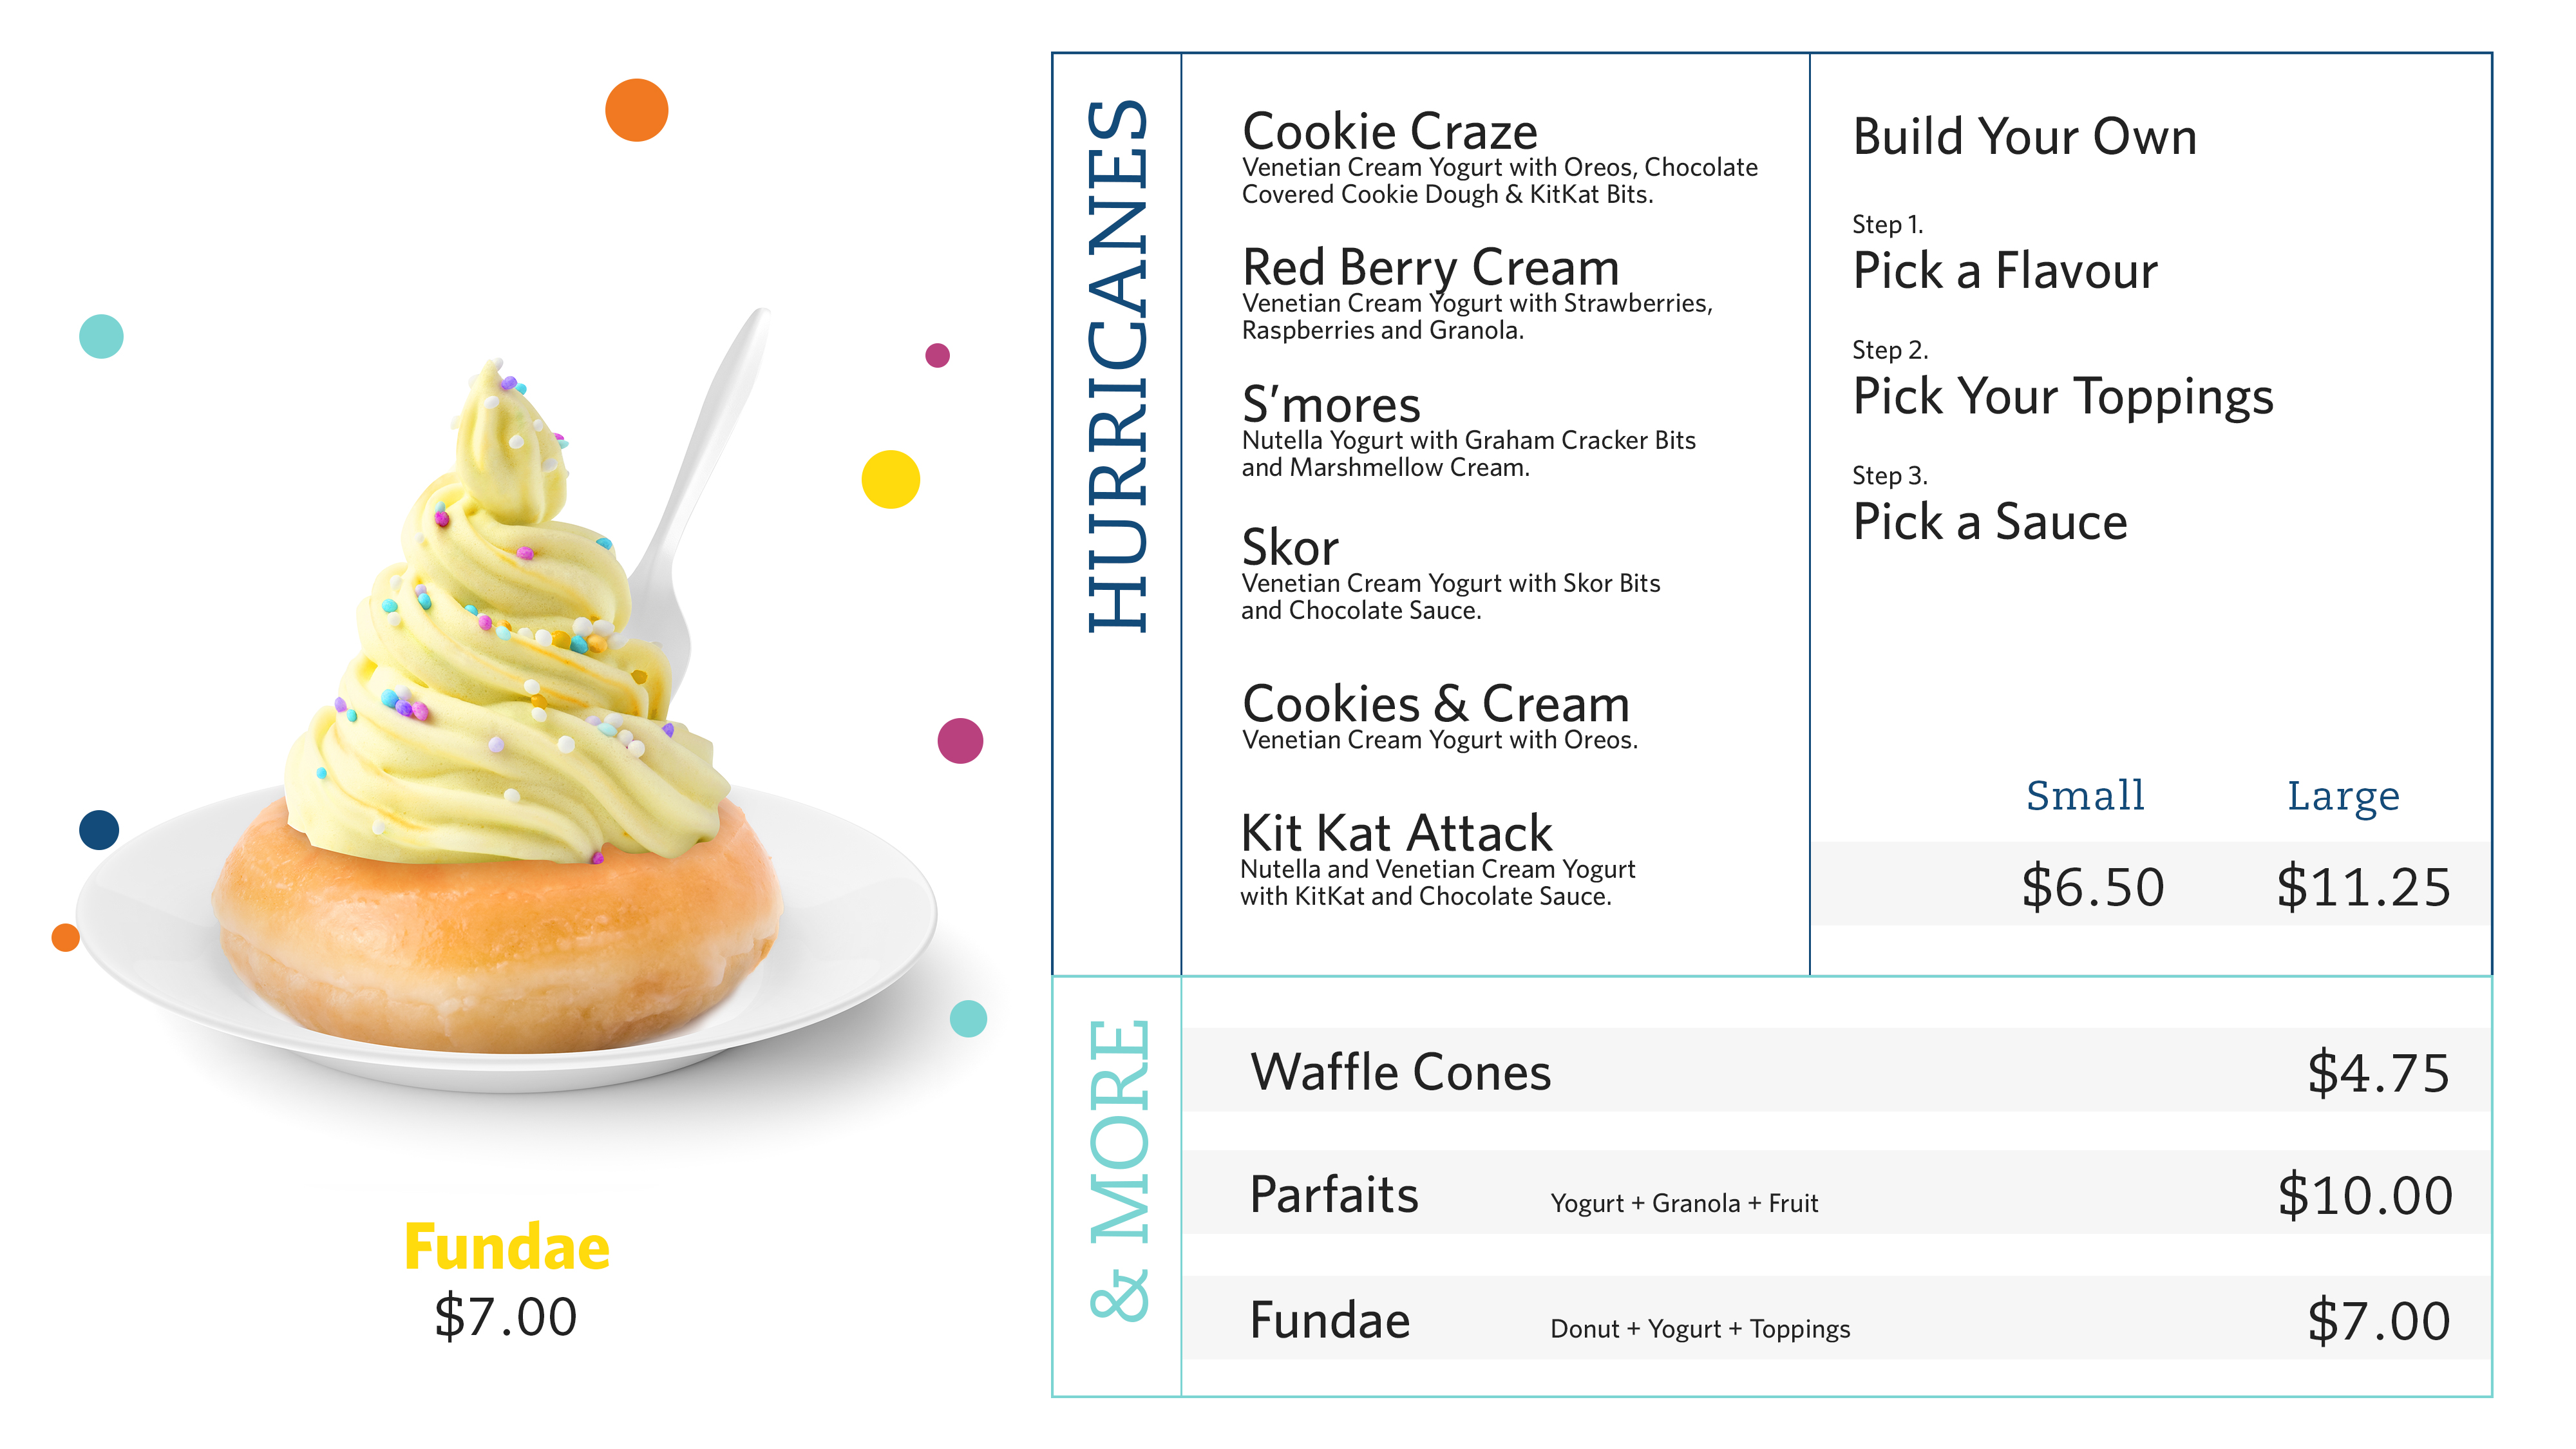 Fundae
$7.00
HURRICANES
Cookie Craze
Venetian Cream Yogurt with Oreos, Chocolate
Covered Cookie Dough & KitKat Bits.
Red Berry Cream
Venetian Cream Yogurt with Strawberries,
Raspberries and Granola.
S'mores
Nutella Yogurt with Graham Cracker Bits
and Marshmellow Cream.
Skor
Venetian Cream Yogurt with Skor Bits
and Chocolate Sauce.
Cookies & Cream
Venetian Cream Yogurt with Oreos.
Kit Kat Attack
Nutella and Venetian Cream Yogurt
with KitKat and Chocolate Sauce.
Build Your Own
Step 1.
Pick a Flavour
Step 2.
Pick Your Toppings
Step 3.
Pick a Sauce
Small Large
$6.50 $11.25
& MORE
Waffle Cones $4.75
Parfaits Yogurt + Granola + Fruit $10.00
Fundae Donut + Yogurt + Toppings $7.00